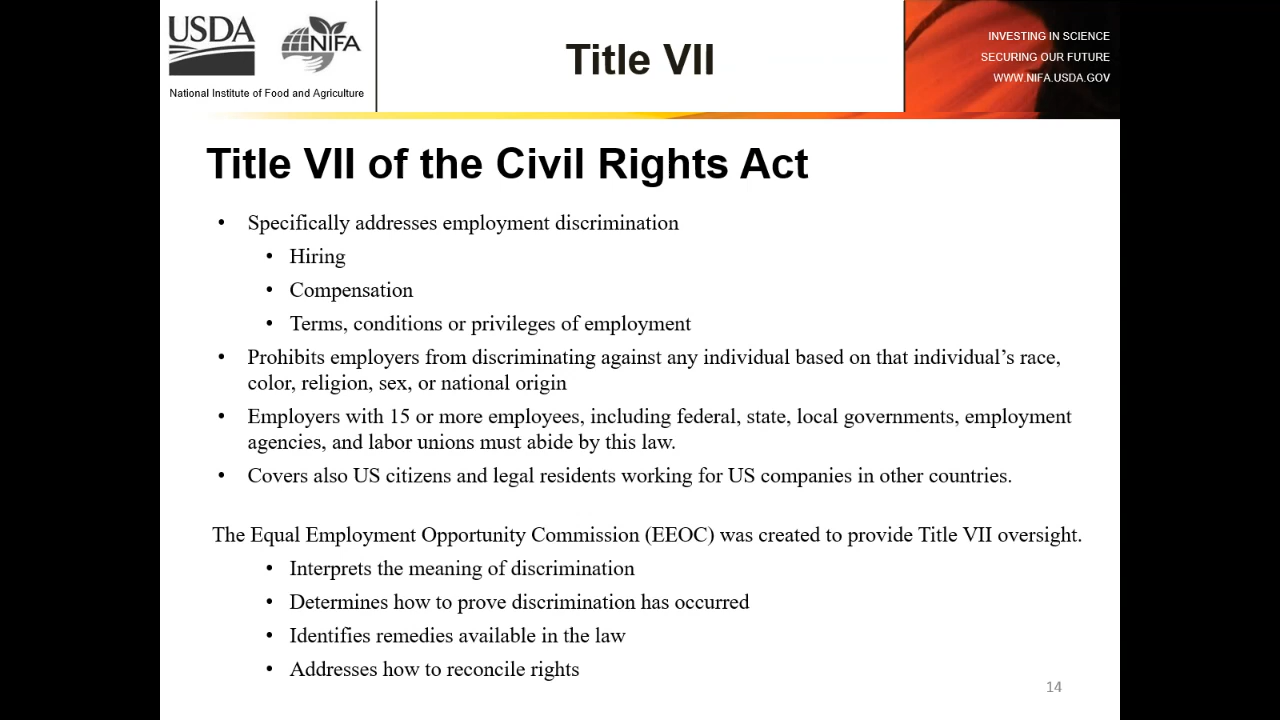 USDA
NIFA
National Institute of Food and Agriculture
Title VII
INVESTING IN SCIENCE
SECURING OUR FUTURE
WWW.NIFA.USDA.GOV
Title VII of the Civil Rights Act
• Specifically addresses employment discrimination
• Hiring
• Compensation
• Terms, conditions or privileges of employment
• Prohibits employers from discriminating against any individual based on that individual’s race,
color, religion, sex, or national origin
• Employers with 15 or more employees, including federal, state, local governments, employment
agencies, and labor unions must abide by this law.
• Covers also US citizens and legal residents working for US companies in other countries.
The Equal Employment Opportunity Commission (EEOC) was created to provide Title VII oversight.
• Interprets the meaning of discrimination
• Determines how to prove discrimination has occurred
• Identifies remedies available in the law
• Addresses how to reconcile rights
14